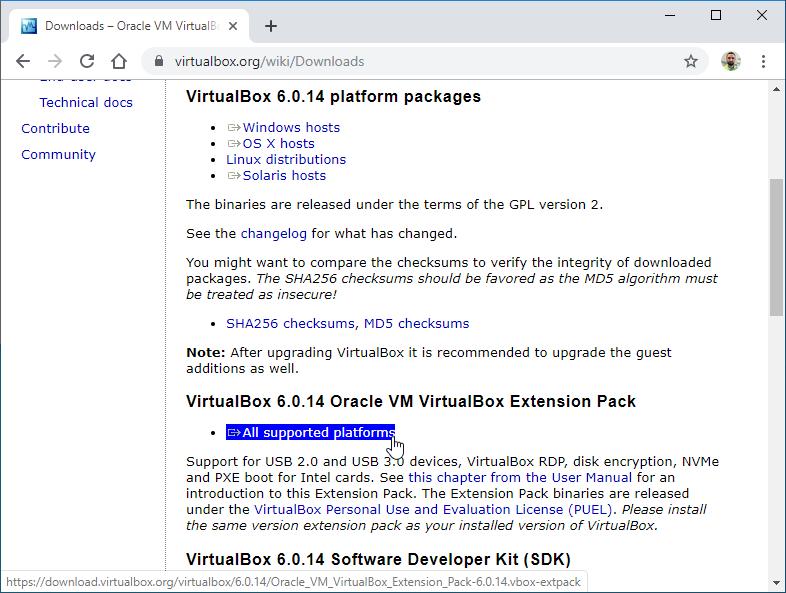 Downloads – Oracle VM VirtualB
virtualbox.org/wiki/Downloads
End-user docs
Technical docs
Contribute
Community
VirtualBox 6.0.14 platform packages
Windows hosts
OS X hosts
Linux distributions
Solaris hosts
The binaries are released under the terms of the GPL version 2.
See the changelog for what has changed.
You might want to compare the checksums to verify the integrity of downloaded
packages. The SHA256 checksums should be favored as the MD5 algorithm must
be treated as insecure!
SHA256 checksums, MD5 checksums
Note: After upgrading VirtualBox it is recommended to upgrade the guest
additions as well.
VirtualBox 6.0.14 Oracle VM VirtualBox Extension Pack
All supported platforms
Support for USB 2.0 and USB 3.0 devices, VirtualBox RDP, disk encryption, NVMe
and PXE boot for Intel cards. See this chapter from the User Manual for an
introduction to this Extension Pack. The Extension Pack binaries are released
under the VirtualBox Personal Use and Evaluation License (PUEL). Please install
the same version extension pack as your installed version of VirtualBox.
VirtualBox 6.0.14 Software Developer Kit (SDK)
https://download.virtualbox.org/virtualbox/6.0.14/Oracle_VM_VirtualBox_Extension_Pack-6.0.14.vbox-extpack